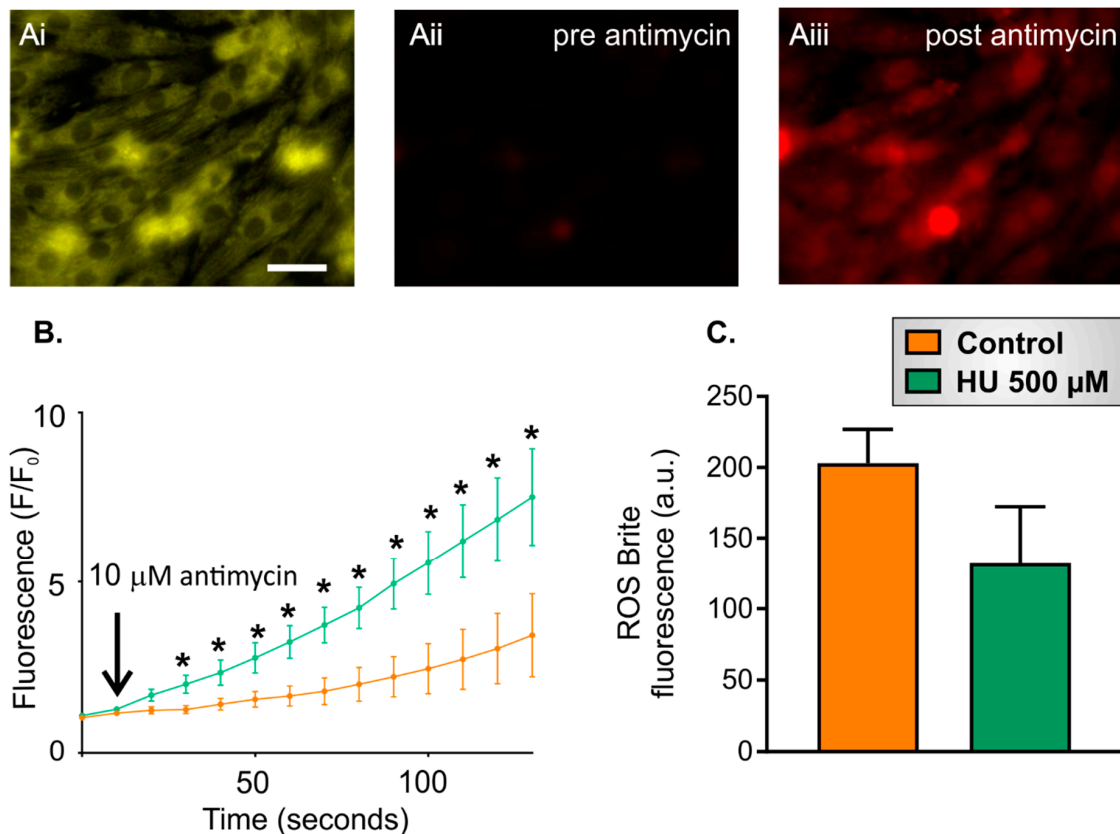 Ai
Aii pre antimycin
Aiii post antimycin
B.
10
5
0
Fluorescence (F/F₀)
10 µM antimycin
* * * * * * * * * * *
50 100
Time (seconds)
C.
Control
HU 500 µM
250
200
150
100
50
0
ROS Brite
fluorescence (a.u.)